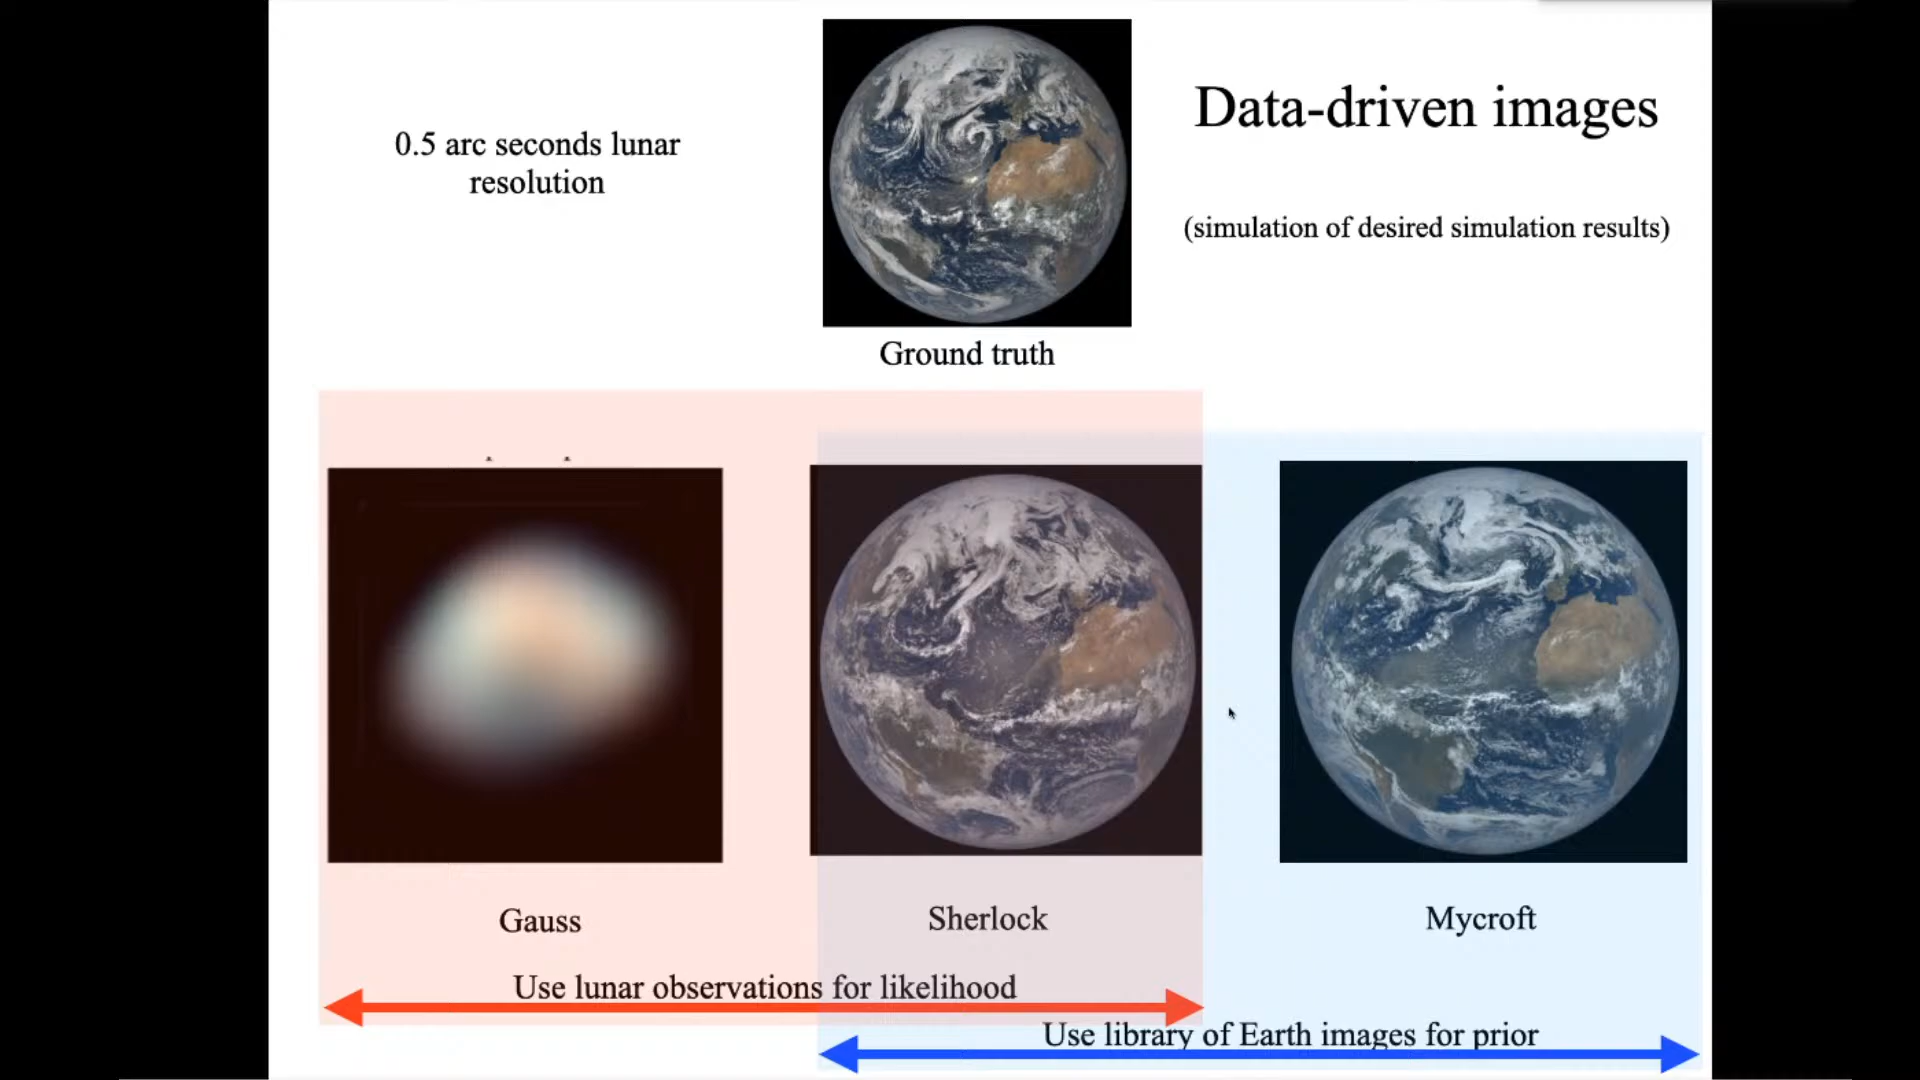 0.5 arc seconds lunar
resolution
Data-driven images
(simulation of desired simulation results)
Ground truth
Gauss
Sherlock
Mycroft
Use lunar observations for likelihood
Use library of Earth images for prior